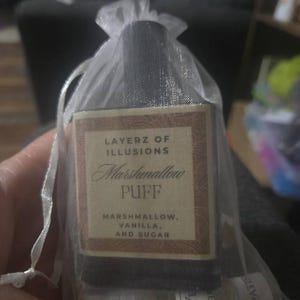 LAYERZ OF
ILLUSIONS
Marshmallow
PUFF
MARSHMALLOW,
VANILLA,
AND SUGAR